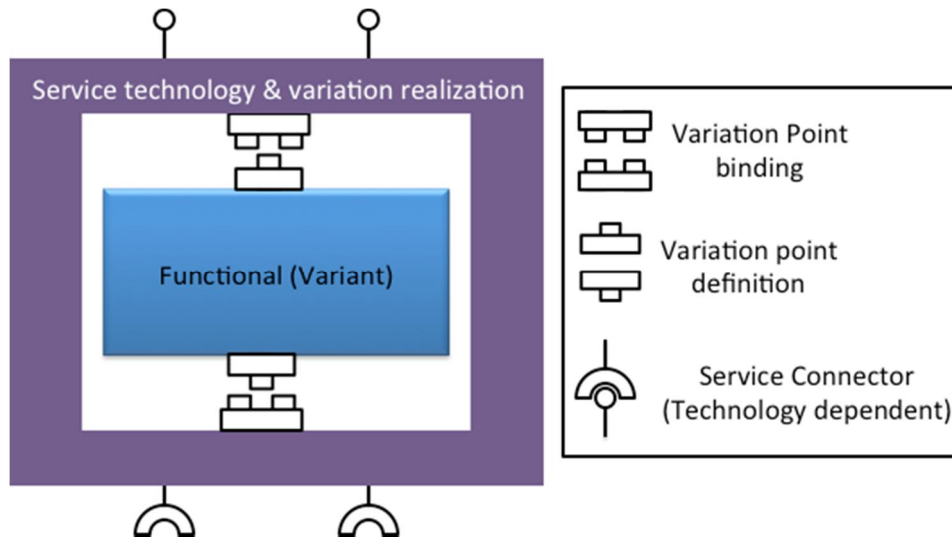 Service technology & variation realization
Functional (Variant)
Variation Point
binding
Variation point
definition
Service Connector
(Technology dependent)